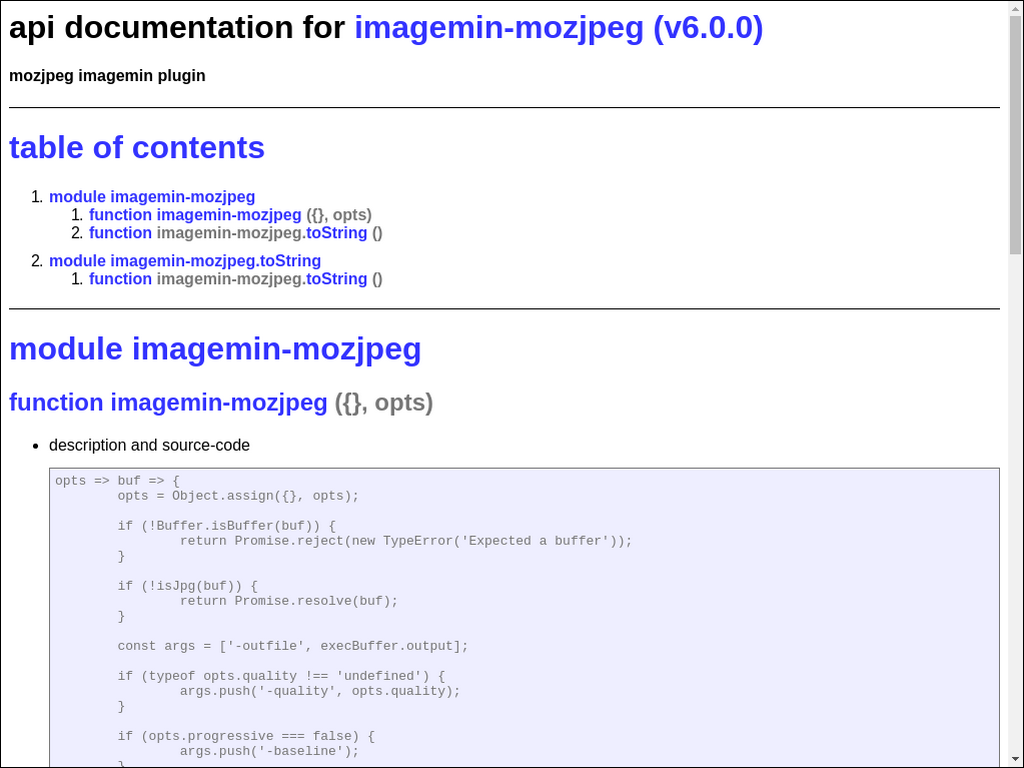 api documentation for imagemin-mozjpeg (v6.0.0)
mozjpeg imagemin plugin
table of contents
1. module imagemin-mozjpeg
1. function imagemin-mozjpeg ({}, opts)
2. function imagemin-mozjpeg.toString ()
2. module imagemin-mozjpeg.toString
1. function imagemin-mozjpeg.toString ()
module imagemin-mozjpeg
function imagemin-mozjpeg ({}, opts)
• description and source-code
opts => buf => {
opts = Object.assign({}, opts);
if (!Buffer.isBuffer(buf)) {
return Promise.reject(new TypeError('Expected a buffer'));
}
if (!isJpg(buf)) {
return Promise.resolve(buf);
}
const args = ['-outfile', execBuffer.output];
if (typeof opts.quality !== 'undefined') {
args.push('-quality', opts.quality);
}
if (opts.progressive === false) {
args.push('-baseline');
}